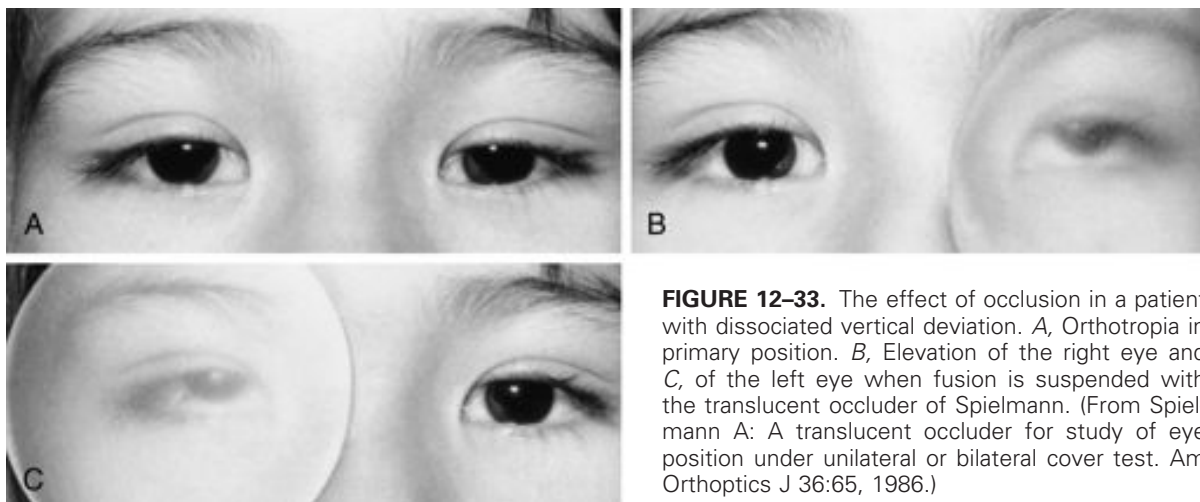 A
B
C
FIGURE 12–33. The effect of occlusion in a patient
with dissociated vertical deviation. A, Orthotropia in
primary position. B, Elevation of the right eye and
C, of the left eye when fusion is suspended with
the translucent occluder of Spielmann. (From Spiel-
mann A: A translucent occluder for study of eye
position under unilateral or bilateral cover test. Am
Orthoptics J 36:65, 1986.)